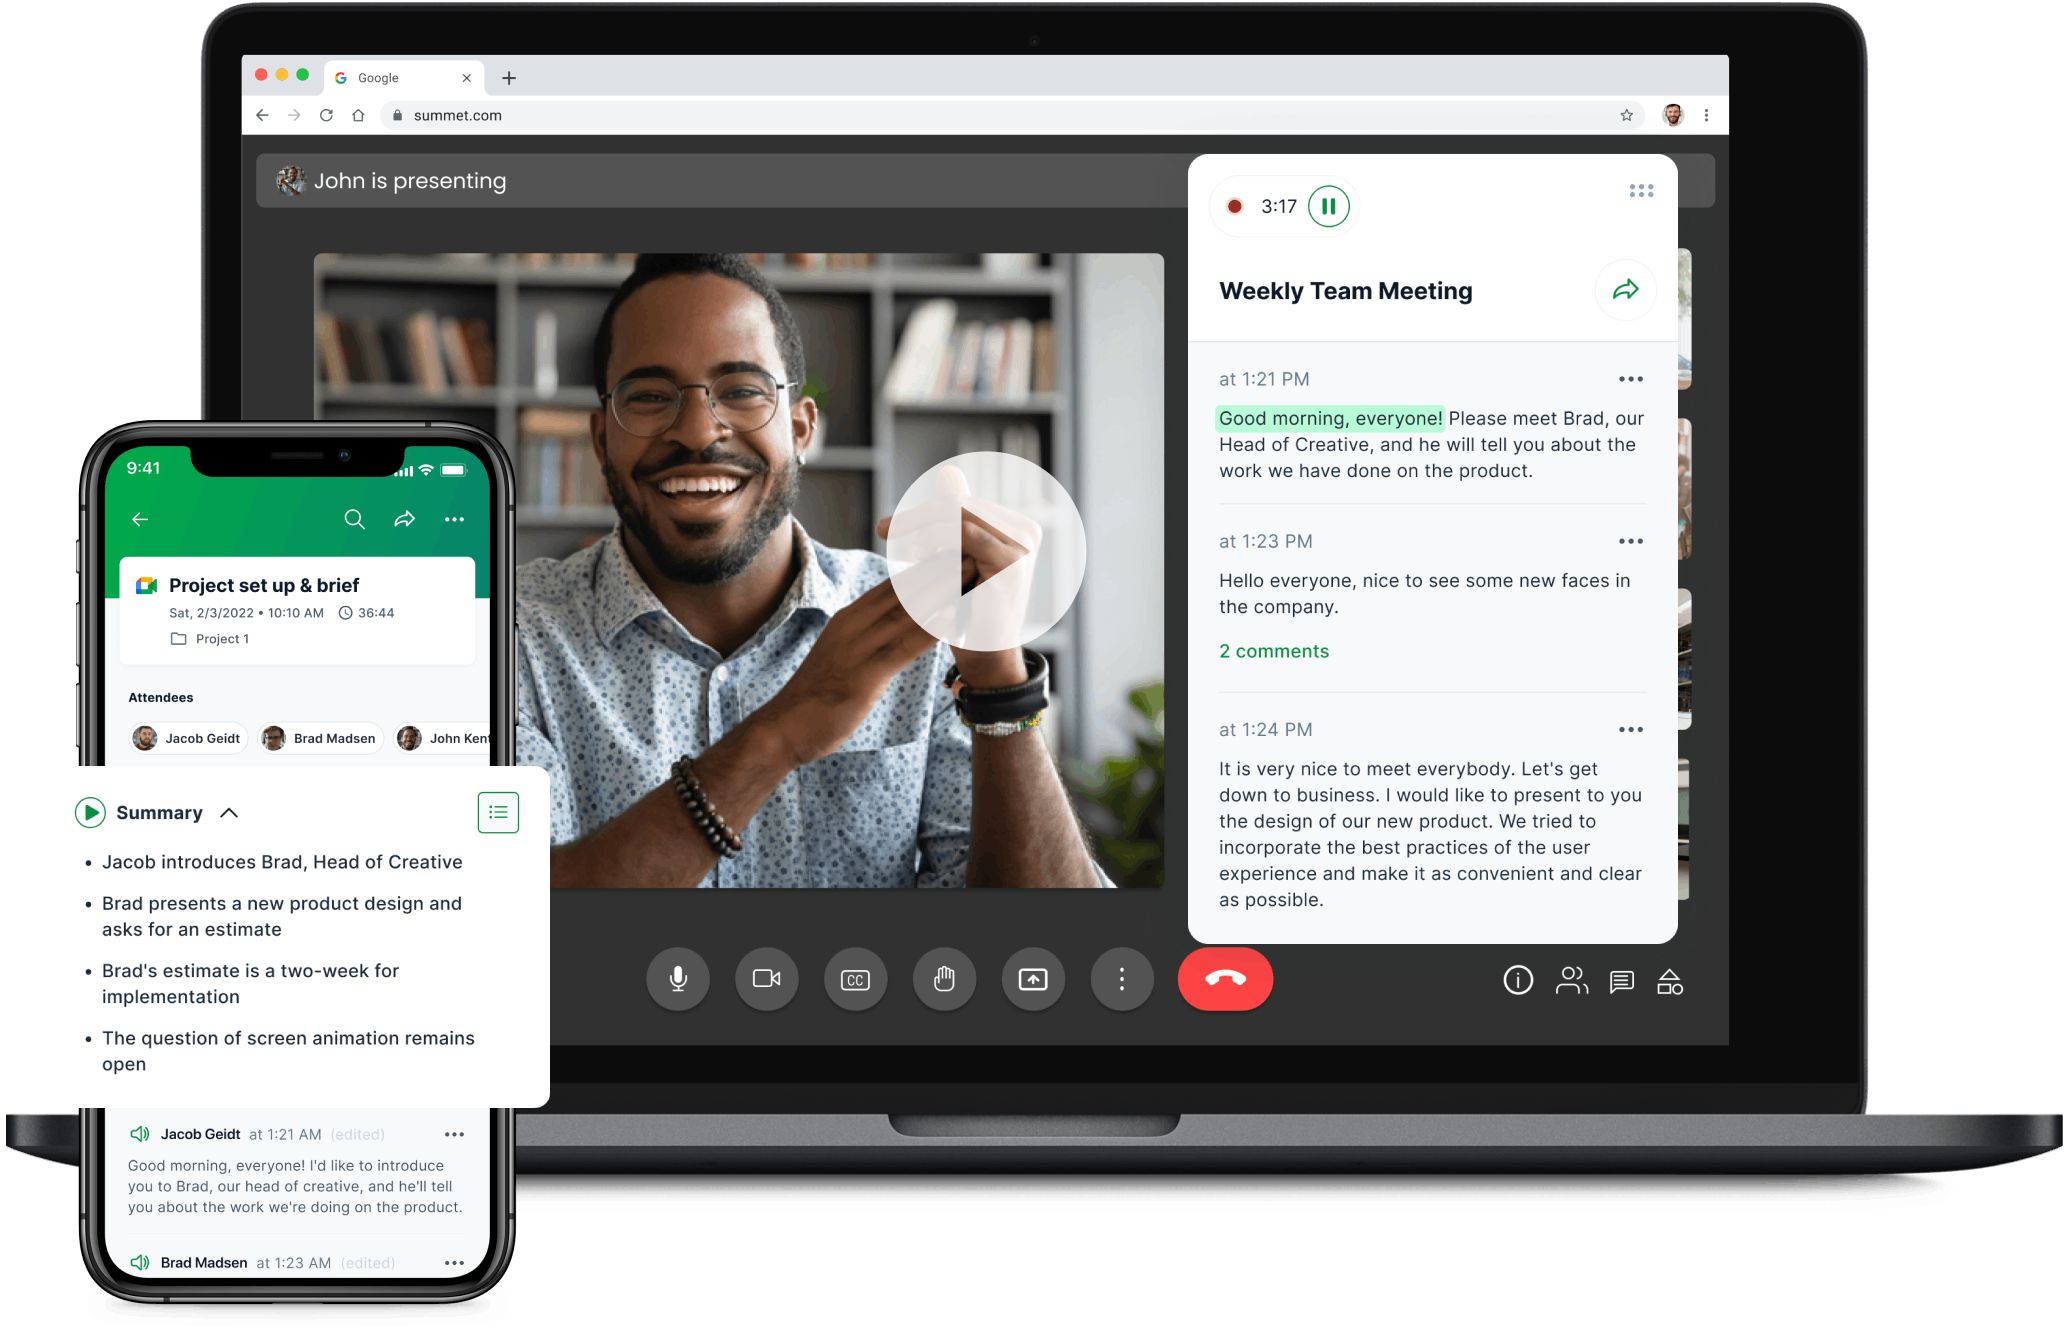 Google
summet.com
John is presenting
3:17
Weekly Team Meeting
at 1:21 PM
Good morning, everyone! Please meet Brad, our
Head of Creative, and he will tell you about the
work we have done on the product.
at 1:23 PM
Hello everyone, nice to see some new faces in
the company.
2 comments
at 1:24 PM
It is very nice to meet everybody. Let's get
down to business. I would like to present to you
the design of our new product. We tried to
incorporate the best practices of the user
experience and make it as convenient and clear
as possible.
CC
9:41
Project set up & brief
Sat, 2/3/2022 • 10:10 AM 36:44
Project 1
Attendees
Jacob Geidt Brad Madsen John Kent
Summary
• Jacob introduces Brad, Head of Creative
• Brad presents a new product design and
asks for an estimate
• Brad's estimate is a two-week for
implementation
• The question of screen animation remains
open
Jacob Geidt at 1:21 AM (edited)
Good morning, everyone! I'd like to introduce
you to Brad, our head of creative, and he'll tell
you about the work we're doing on the product.
Brad Madsen at 1:23 AM (edited)